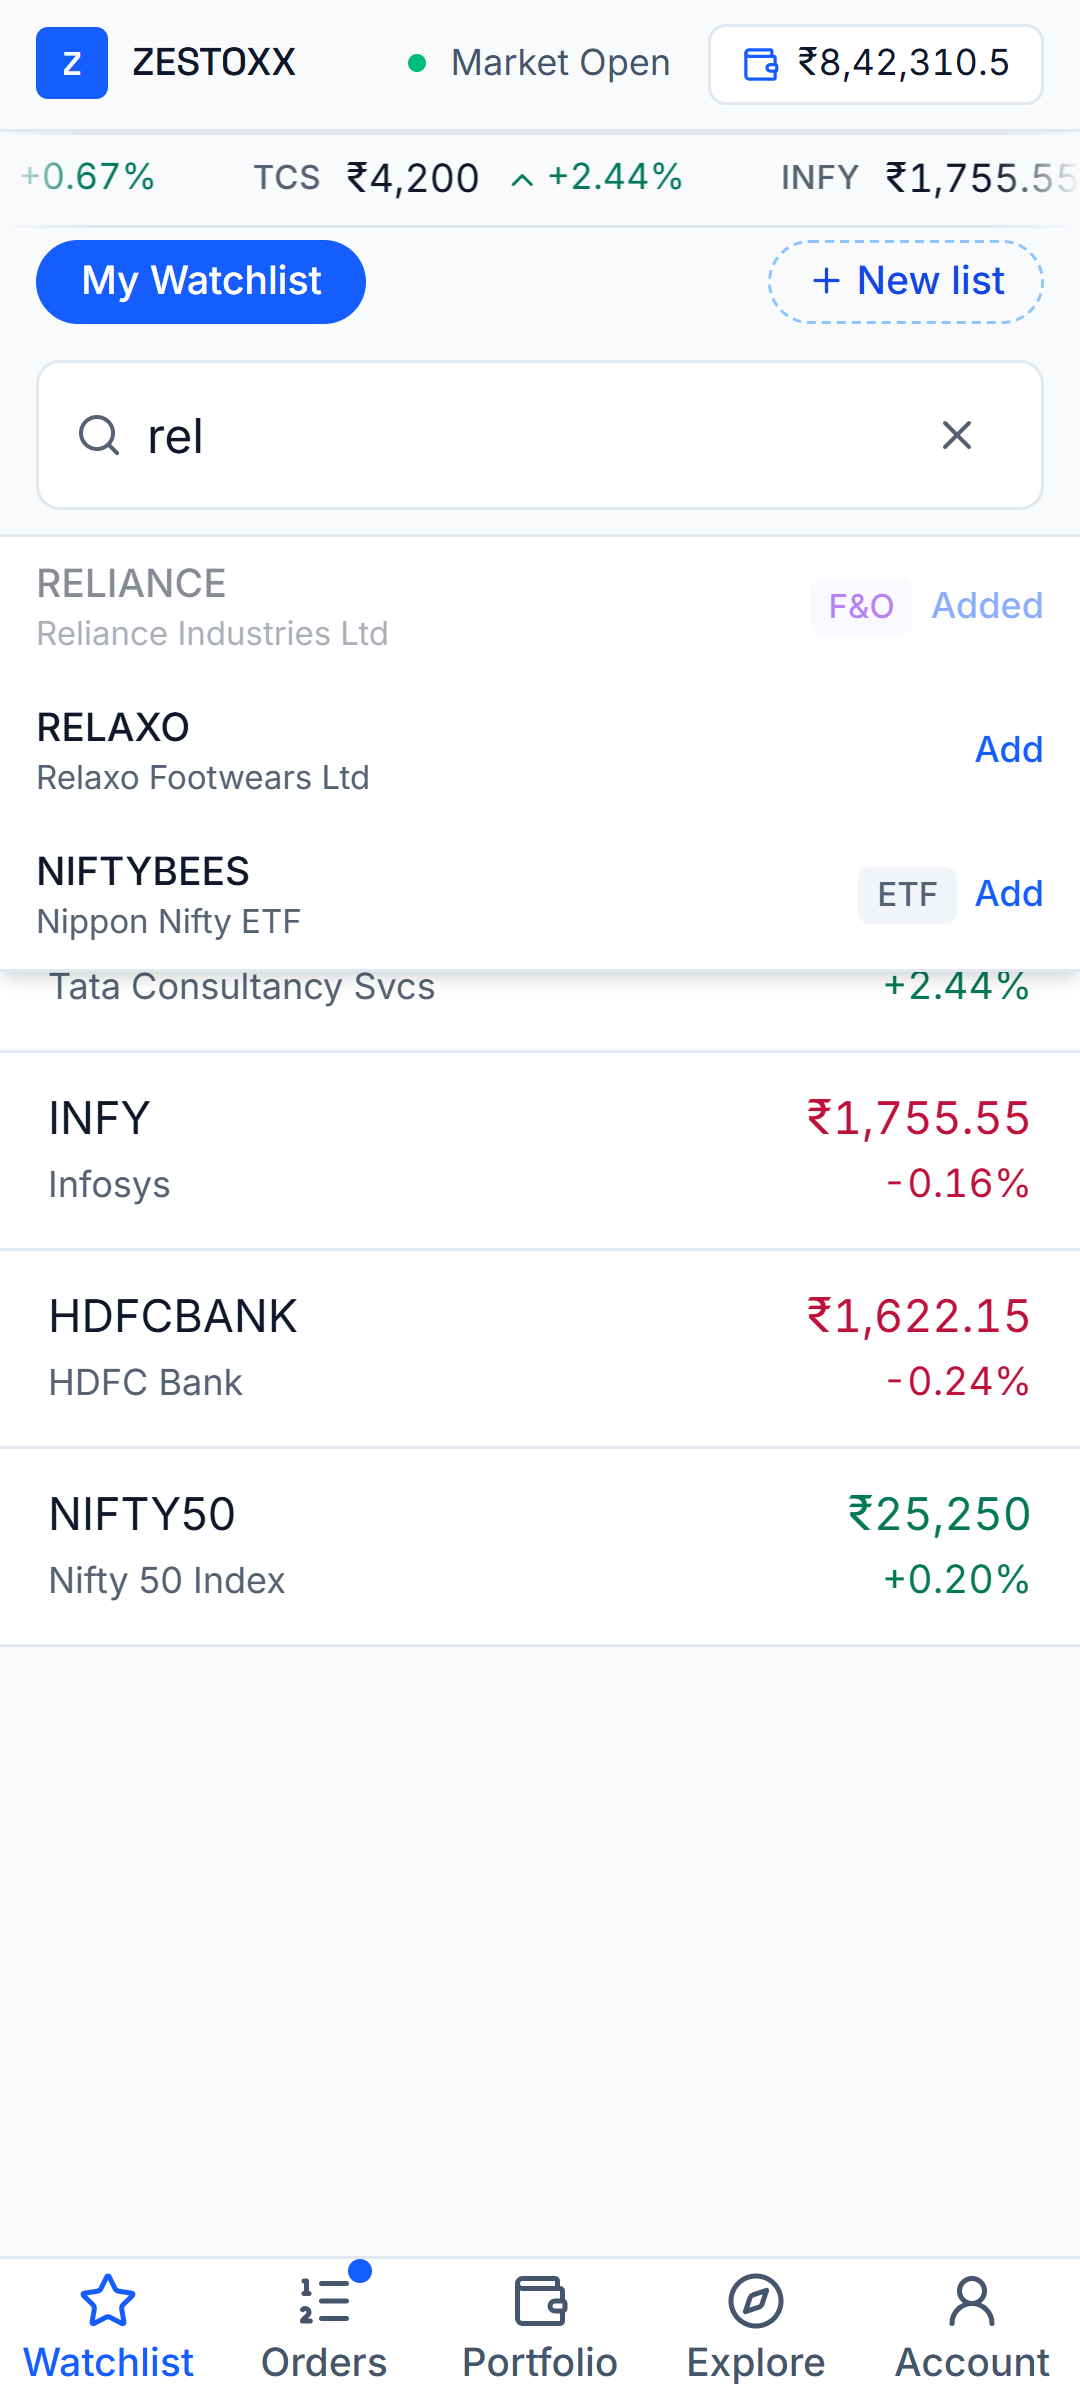 Z ZESTOXX Market Open ₹8,42,310.5
+0.67% TCS ₹4,200 +2.44% INFY ₹1,755.55
My Watchlist + New list
rel
RELIANCE
Reliance Industries Ltd
F&O Added
RELAXO
Relaxo Footwears Ltd
Add
NIFTYBEES
Nippon Nifty ETF
ETF Add
Tata Consultancy Svcs +2.44%
INFY ₹1,755.55
Infosys -0.16%
HDFCBANK ₹1,622.15
HDFC Bank -0.24%
NIFTY50 ₹25,250
Nifty 50 Index +0.20%
Watchlist Orders Portfolio Explore Account